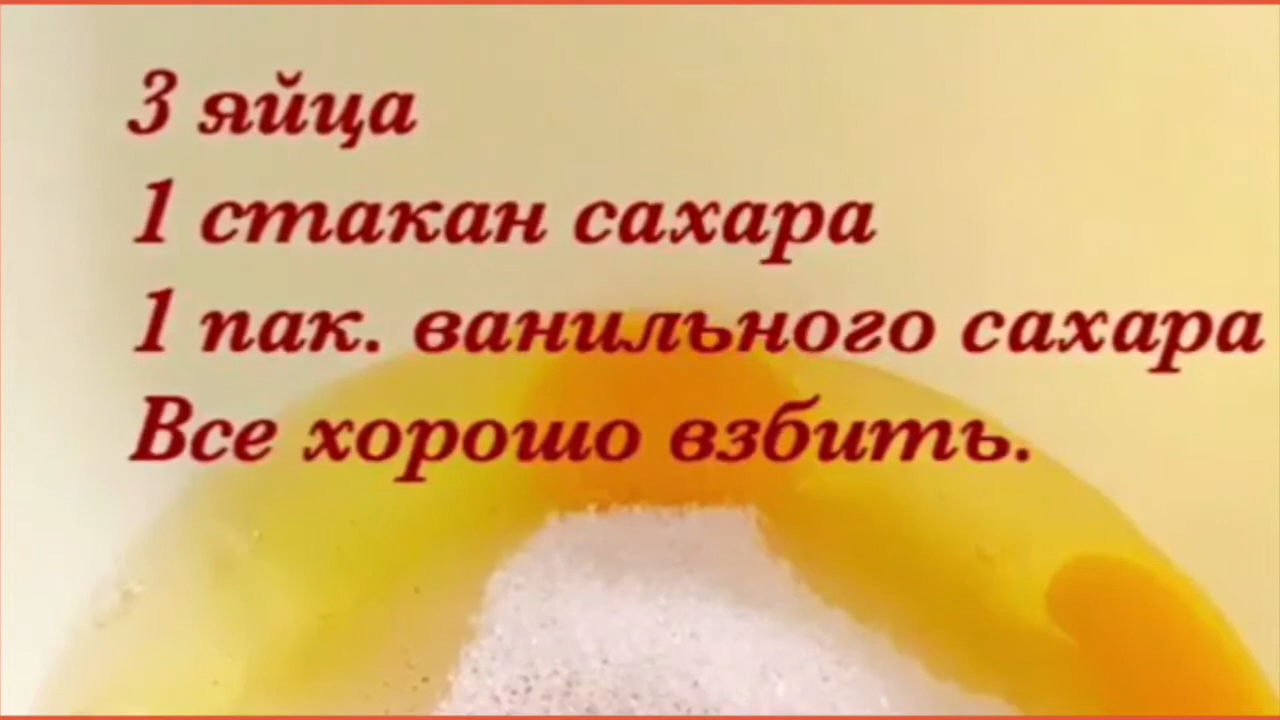 3 яйца
1 стакан сахара
1 пак. ванильного сахара
Все хорошо взбить.